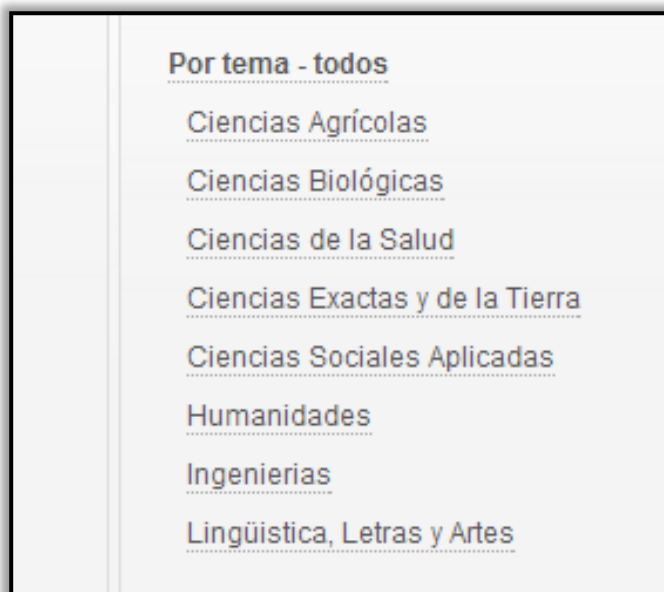 Por tema - todos
Ciencias Agrícolas
Ciencias Biológicas
Ciencias de la Salud
Ciencias Exactas y de la Tierra
Ciencias Sociales Aplicadas
Humanidades
Ingenierias
Lingüistica, Letras y Artes